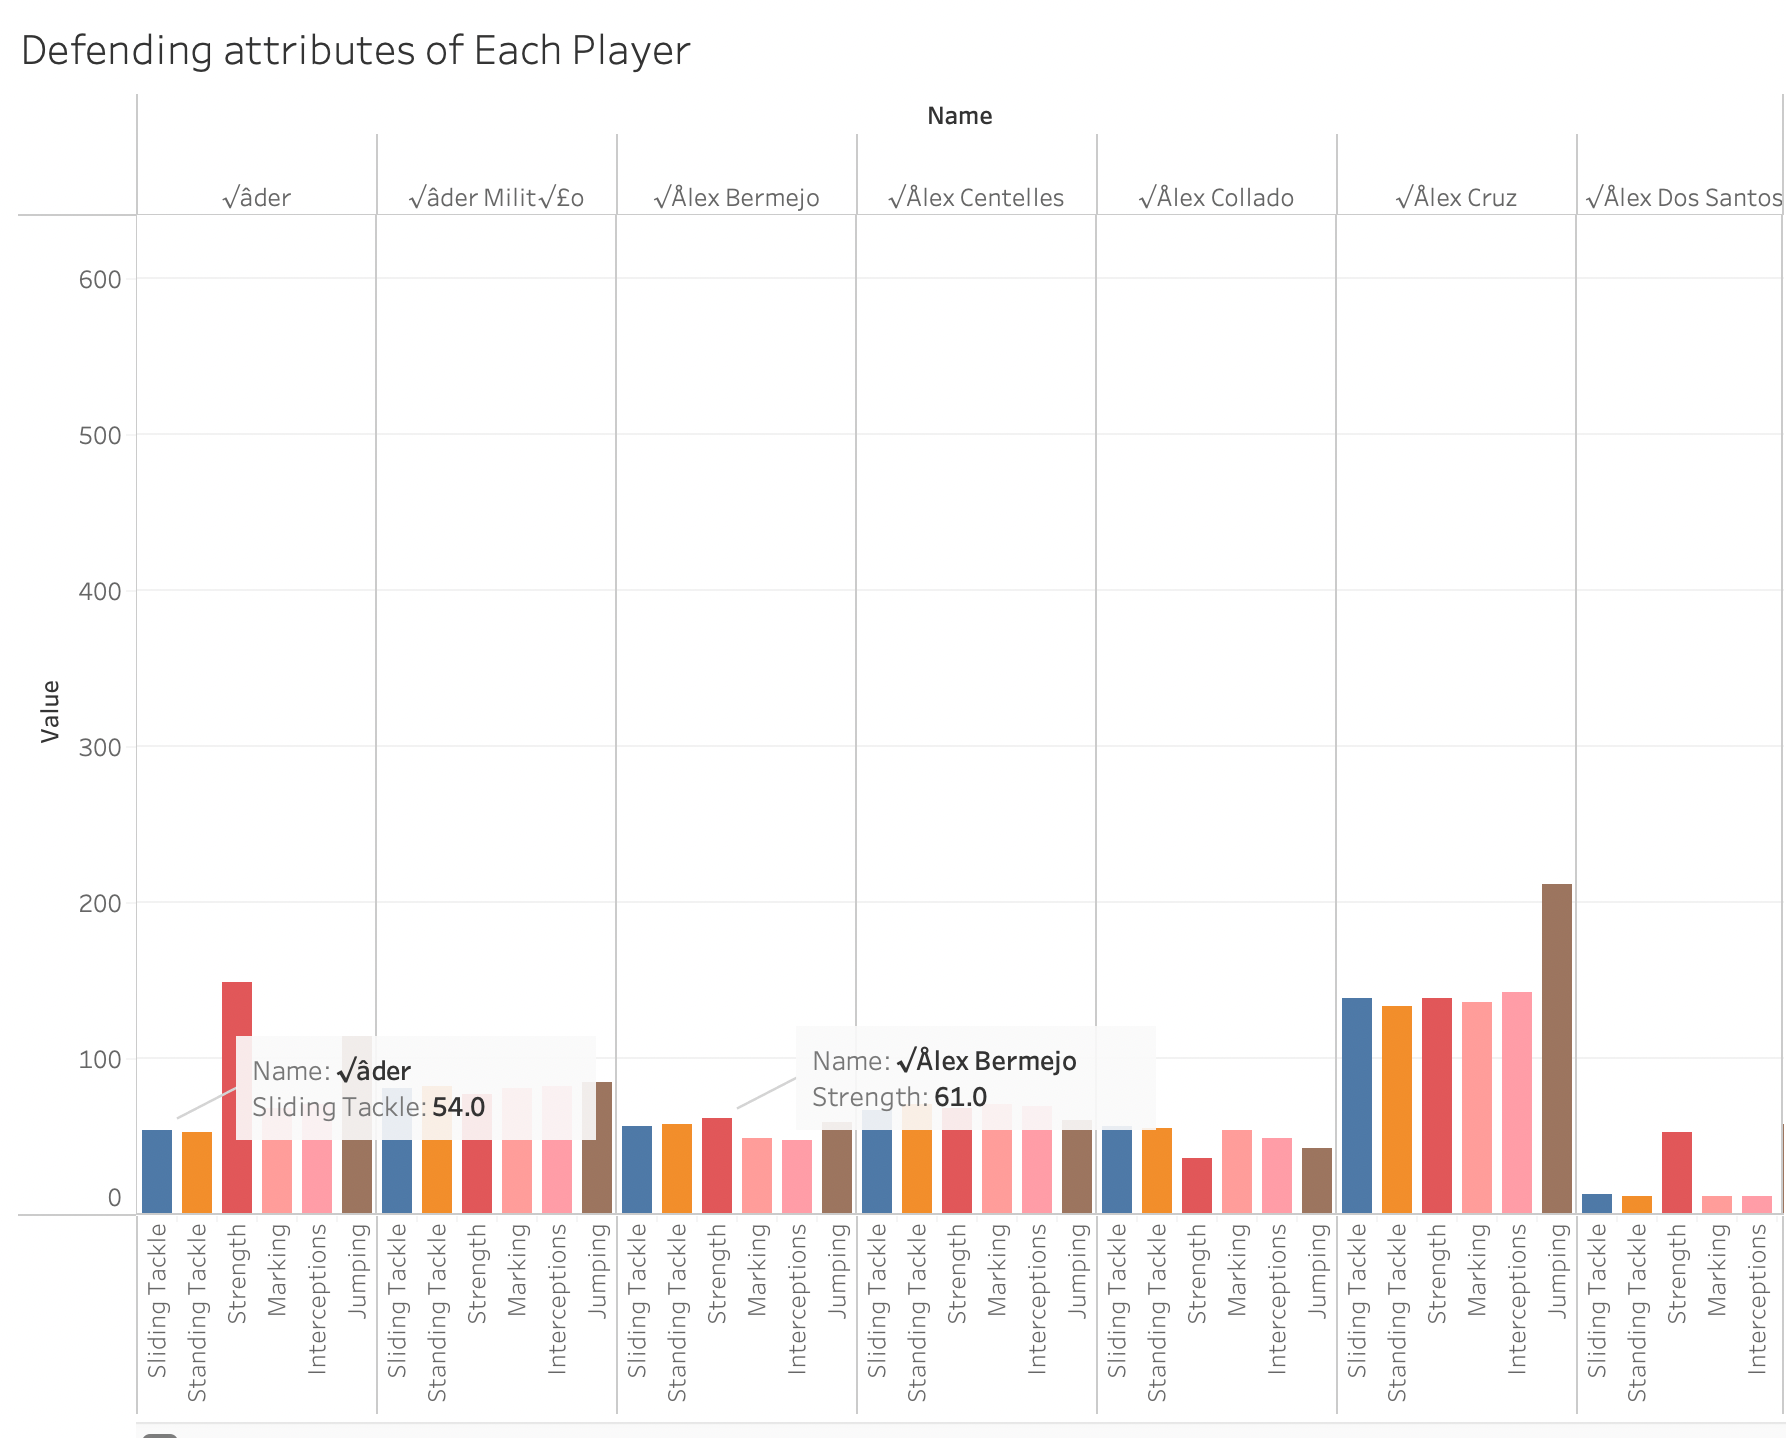 Defending attributes of Each Player
Name
√âder
√âder Milit√£o
√Ålex Bermejo
√Ålex Centelles
√Ålex Collado
√Ålex Cruz
√Ålex Dos Santos
600
500
400
300
200
100
0
Value
Name: √âder
Sliding Tackle: 54.0
Name: √Ålex Bermejo
Strength: 61.0
Sliding Tackle
Standing Tackle
Strength
Marking
Interceptions
Jumping
Sliding Tackle
Standing Tackle
Strength
Marking
Interceptions
Jumping
Sliding Tackle
Standing Tackle
Strength
Marking
Interceptions
Jumping
Sliding Tackle
Standing Tackle
Strength
Marking
Interceptions
Jumping
Sliding Tackle
Standing Tackle
Strength
Marking
Interceptions
Jumping
Sliding Tackle
Standing Tackle
Strength
Marking
Interceptions
Jumping
Sliding Tackle
Standing Tackle
Strength
Marking
Interceptions